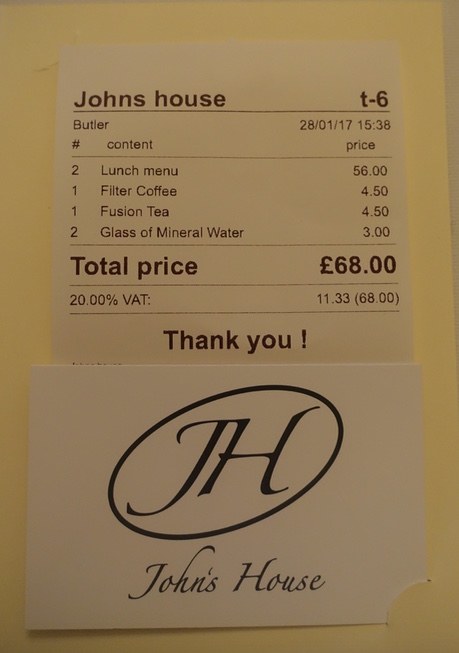 Johns house t-6
Butler 28/01/17 15:38
# content price
2 Lunch menu 56.00
1 Filter Coffee 4.50
1 Fusion Tea 4.50
2 Glass of Mineral Water 3.00
Total price £68.00
20.00% VAT: 11.33 (68.00)
Thank you !
JH
John's House